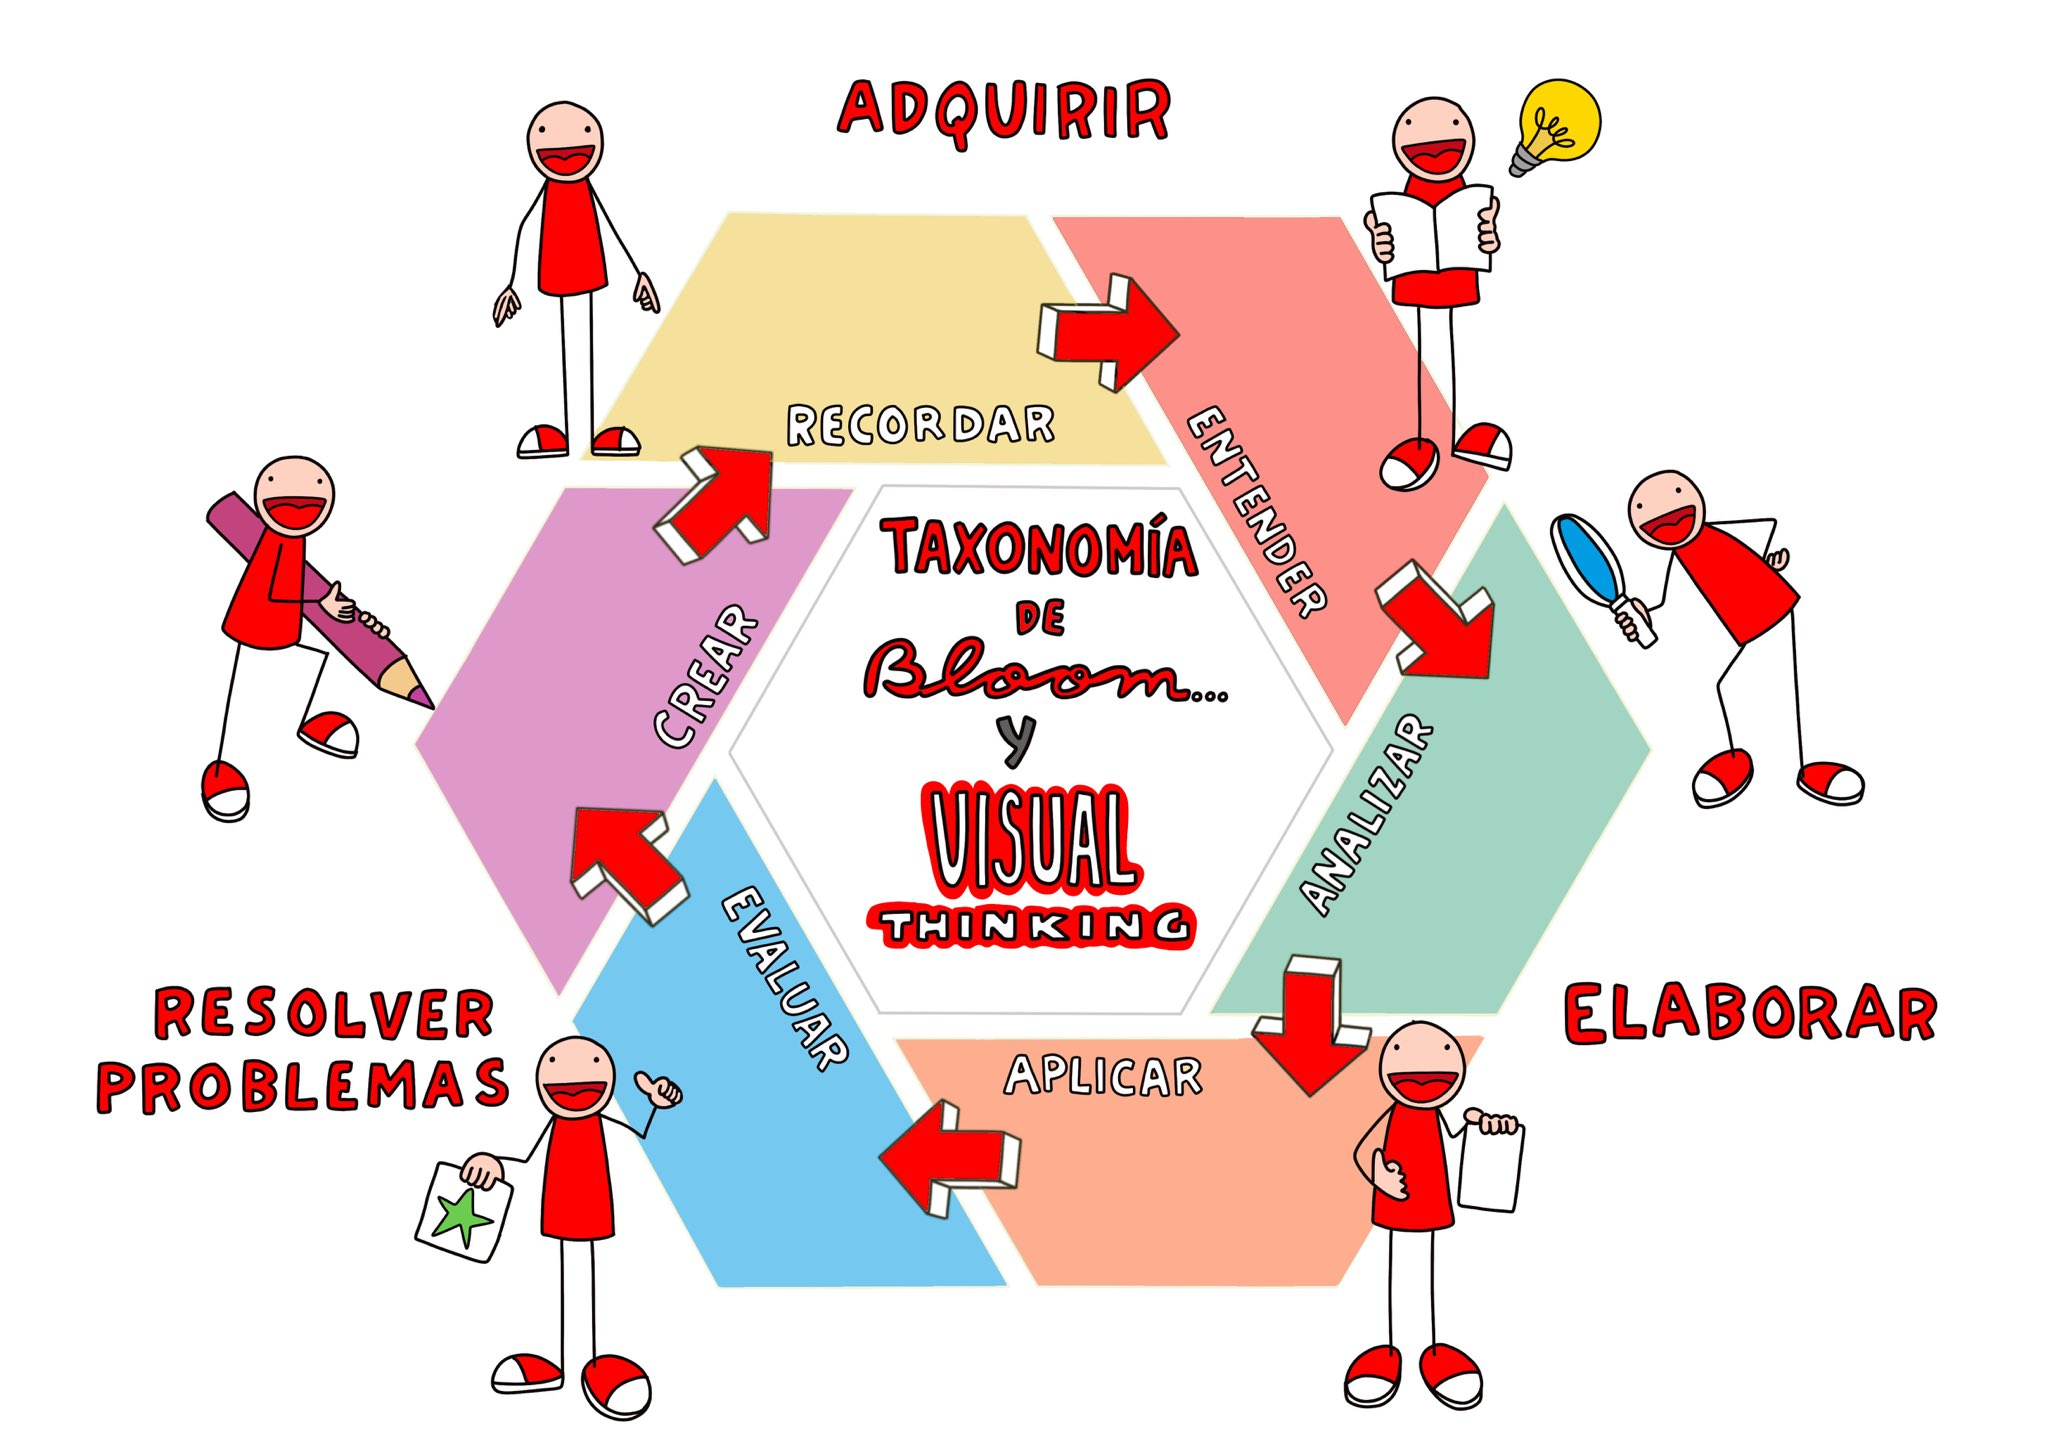 ADQUIRIR
RECORDAR
ENTENDER
TAXONOMÍA
DE
Bloom...
Y
VISUAL
THINKING
CREAR
ANALIZAR
EVALUAR
APLICAR
RESOLVER
PROBLEMAS
ELABORAR